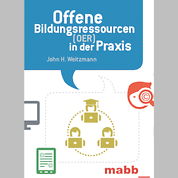 Offene
Bildungsressourcen
(OER)
in der Praxis
John H. Weitzmann
mabb